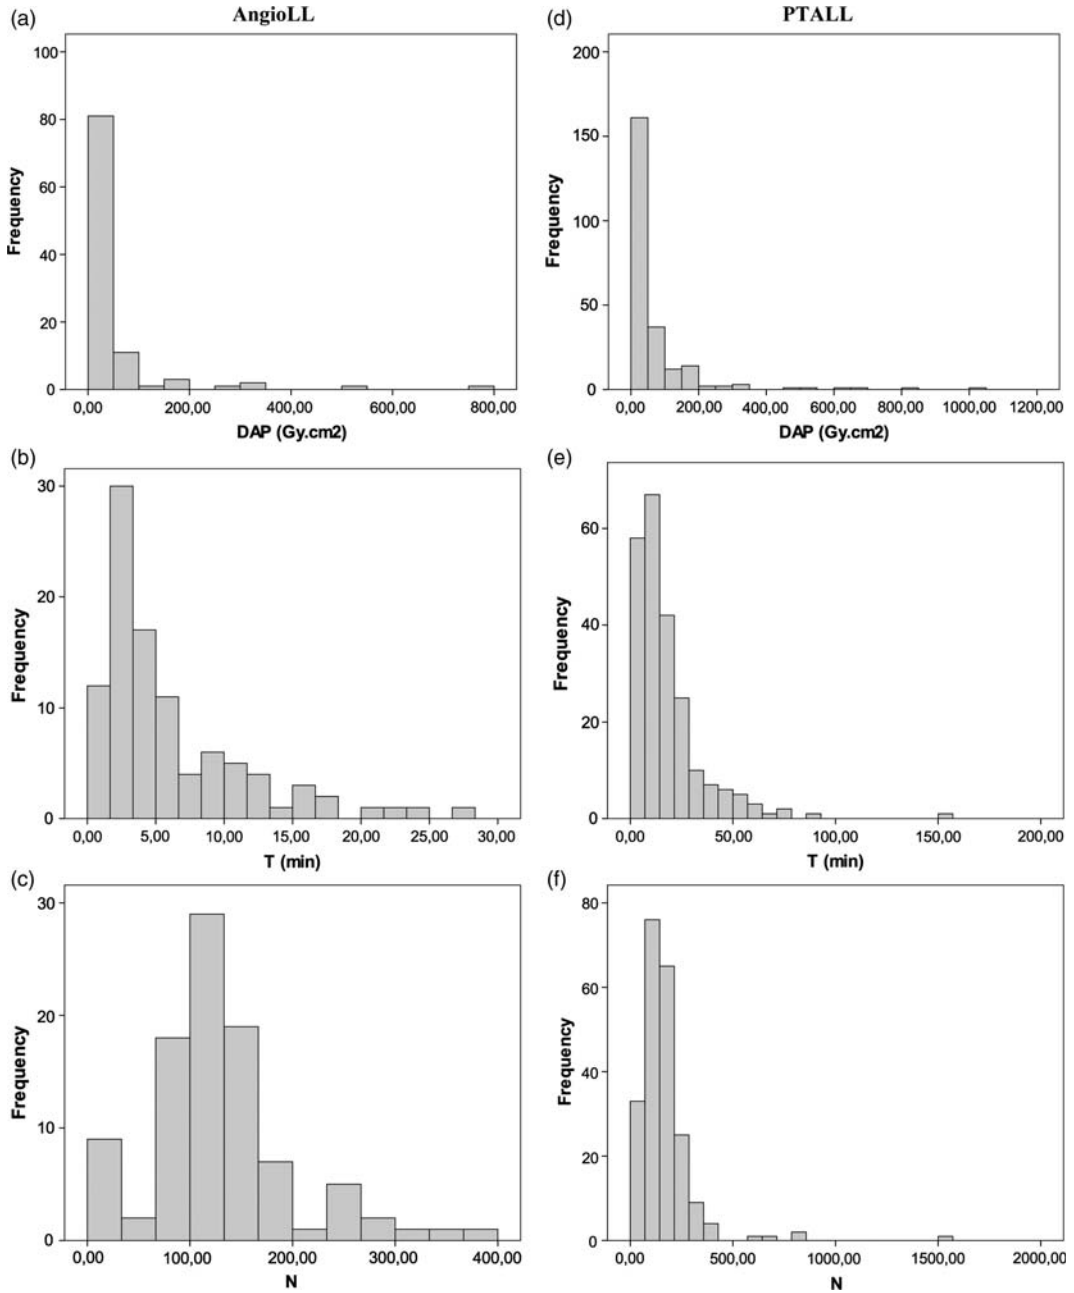 (a) AngioLL
100
80
60
40
20
0
Frequency
0,00 200,00 400,00 600,00 800,00
DAP (Gy.cm2)
(d) PTALL
200
150
100
50
0
Frequency
0,00 200,00 400,00 600,00 800,00 1000,00 1200,00
DAP (Gy.cm2)
(b)
30
20
10
0
Frequency
0,00 5,00 10,00 15,00 20,00 25,00 30,00
T (min)
(e)
60
40
20
0
Frequency
0,00 50,00 100,00 150,00 200,00
T (min)
(c)
30
20
10
0
Frequency
0,00 100,00 200,00 300,00 400,00
N
(f)
80
60
40
20
0
Frequency
0,00 500,00 1000,00 1500,00 2000,00
N